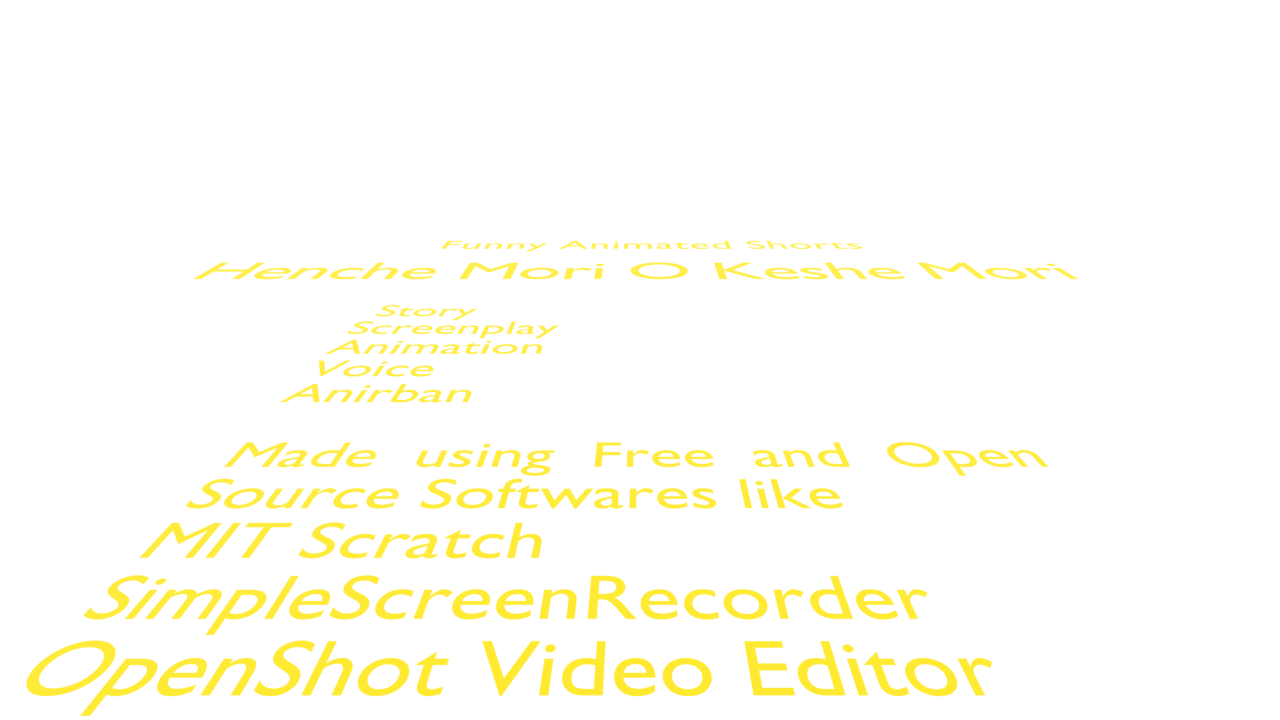 Funny Animated Shorts
Henche Mori O Keshe Mori
Story
Screenplay
Animation
Voice
Anirban
Made using Free and Open
Source Softwares like
MIT Scratch
SimpleScreenRecorder
OpenShot Video Editor